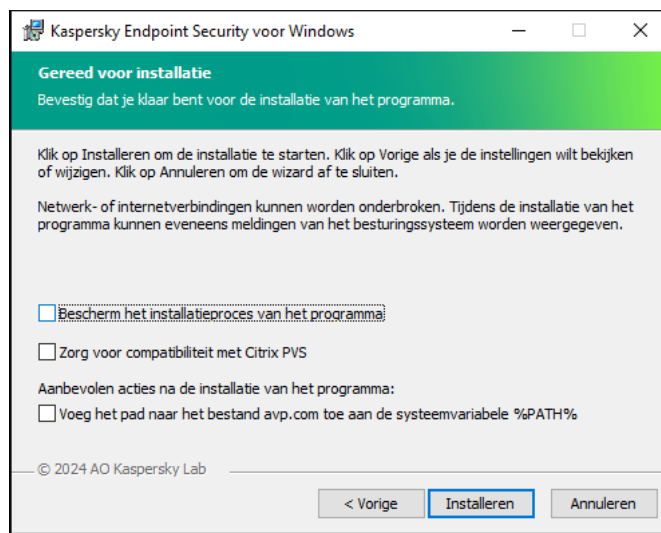 Kaspersky Endpoint Security voor Windows
Gereed voor installatie
Bevestig dat je klaar bent voor de installatie van het programma.
Klik op Installeren om de installatie te starten. Klik op Vorige als je de instellingen wilt bekijken
of wijzigen. Klik op Annuleren om de wizard af te sluiten.
Netwerk- of internetverbindingen kunnen worden onderbroken. Tijdens de installatie van het
programma kunnen eveneens meldingen van het besturingssysteem worden weergegeven.
Bescherm het installatieproces van het programma
Zorg voor compatibiliteit met Citrix PVS
Aanbevolen acties na de installatie van het programma:
Voeg het pad naar het bestand avp.com toe aan de systeemvariabele %PATH%
© 2024 AO Kaspersky Lab
< Vorige Installeren Annuleren